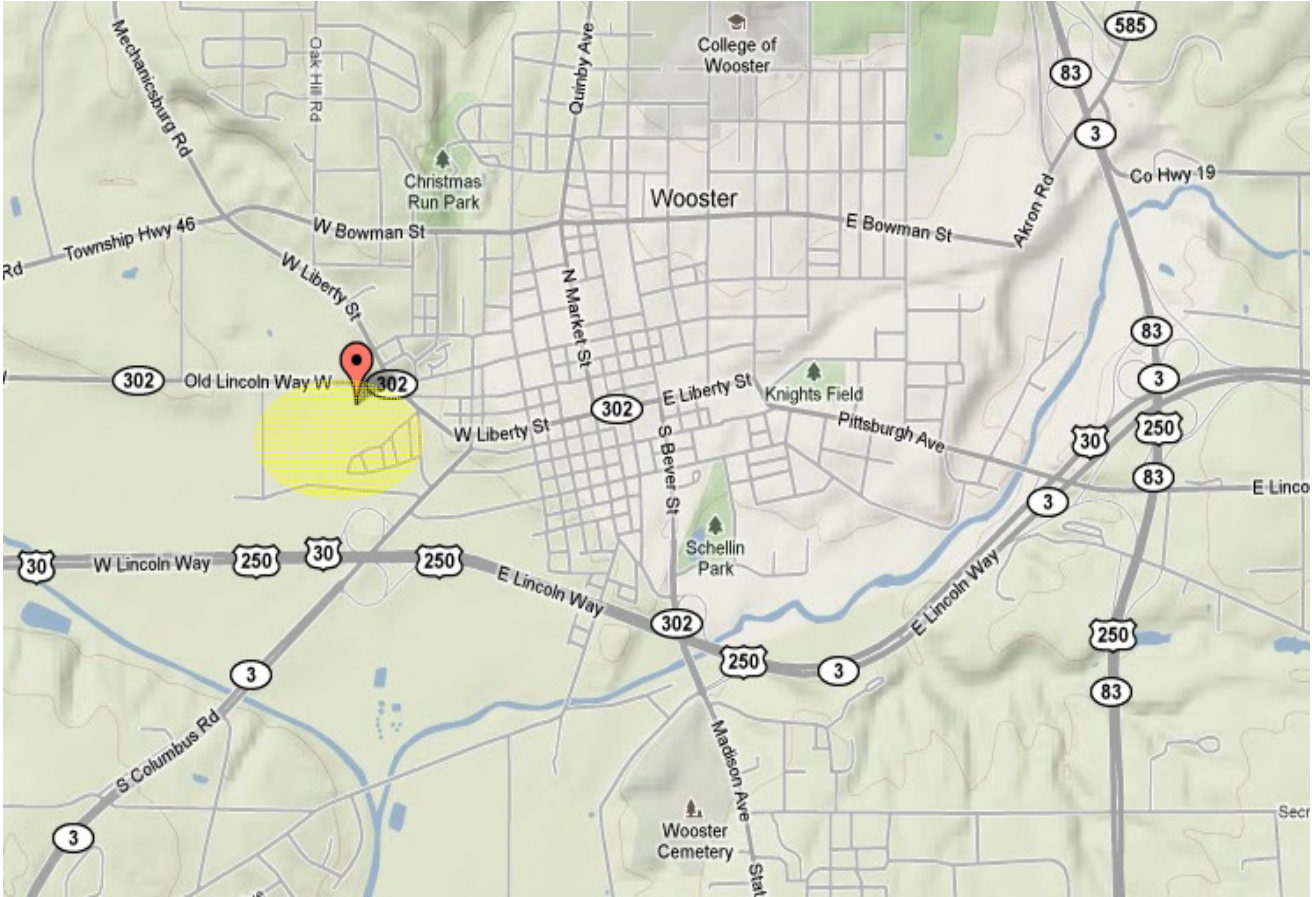 585
College of
Wooster
Quinby Ave
Oak Hill Rd
Mechanicsburg Rd
83
3
Co Hwy 19
Christmas
Run Park
Wooster
Akron Rd
Township Hwy 46
W Bowman St
E Bowman St
Rd
W Liberty St
N Market St
83
302
Old Lincoln Way W
302
3
Knights Field
E Liberty St
302
W Liberty St
Pittsburgh Ave
30
250
S Bever St
83
3
E Linco
Schellin
Park
30
W Lincoln Way
250
30
250
E Lincoln Way
E Lincoln Way
302
250
250
3
3
83
S Columbus Rd
Madison Ave
3
Wooster
Cemetery
Secr
Stat